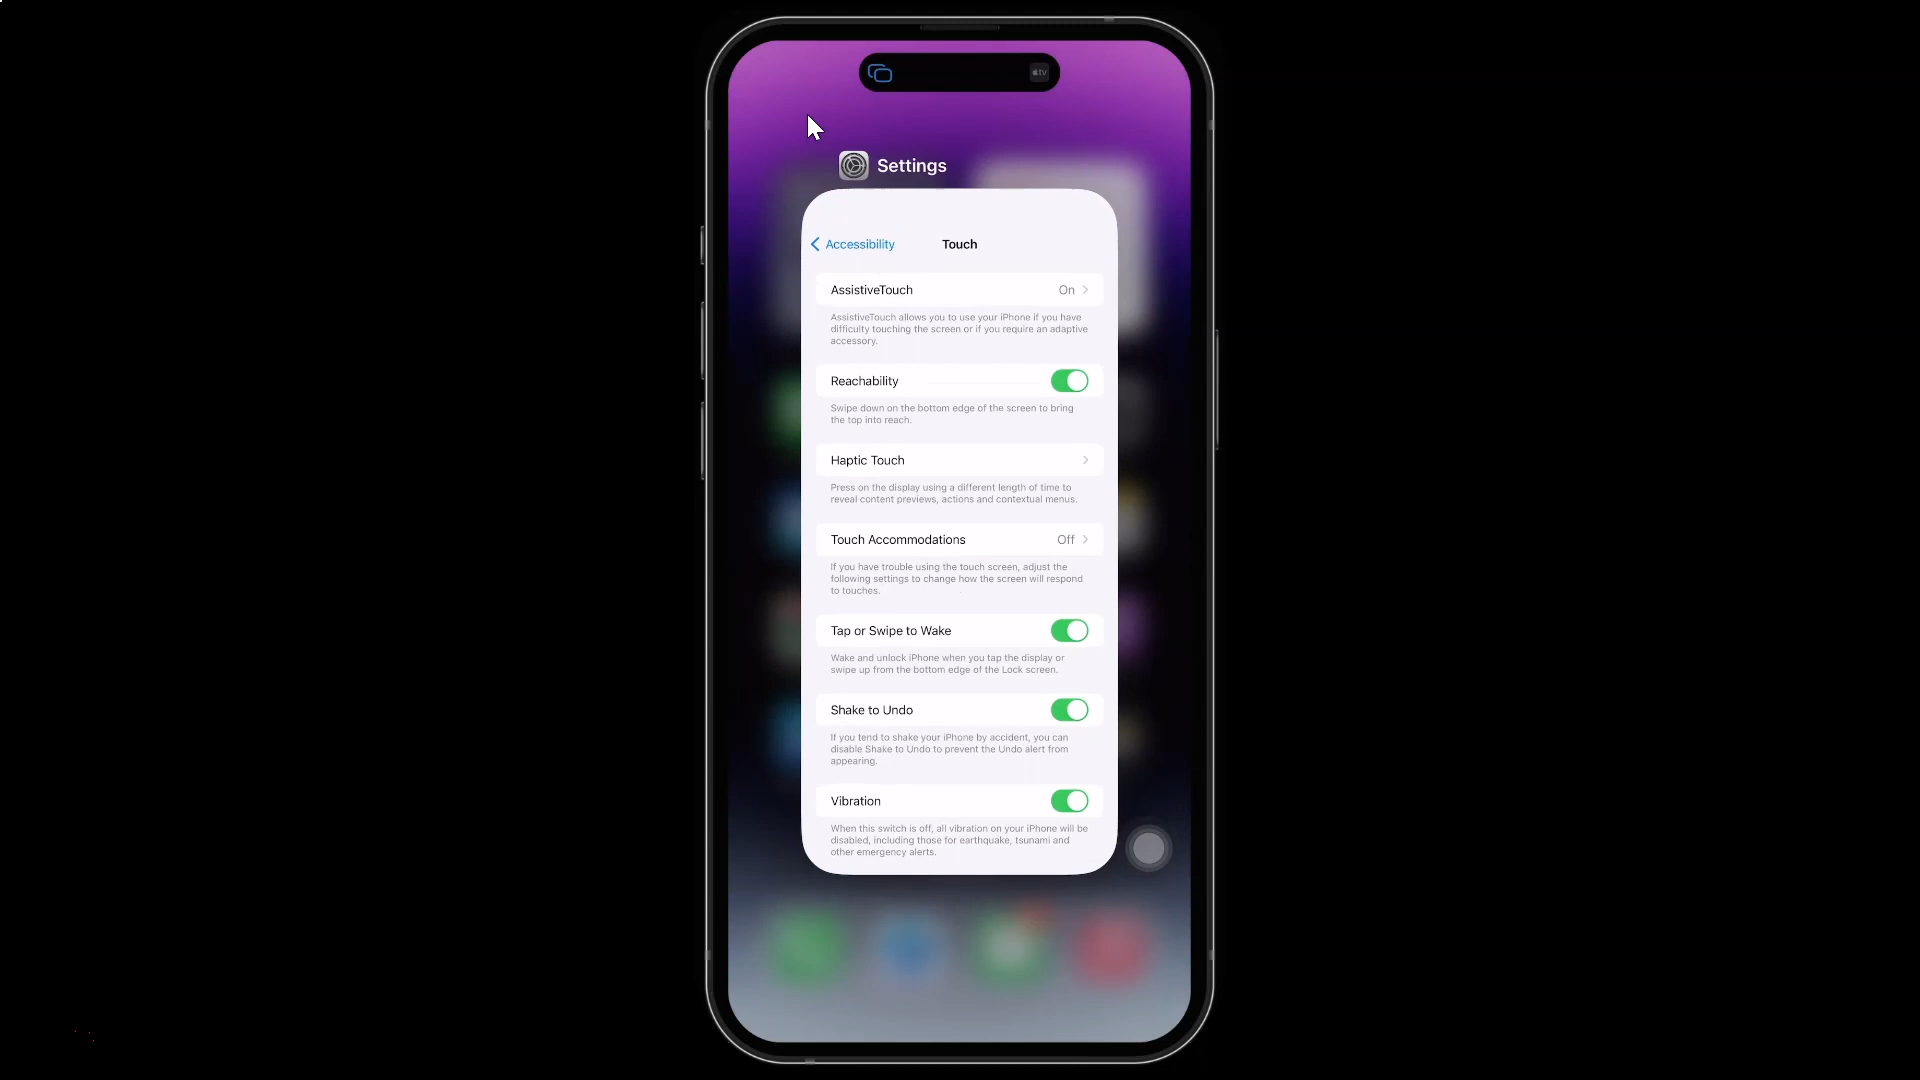 tv
Settings
Accessibility
Touch
AssistiveTouch
On
AssistiveTouch allows you to use your iPhone if you have
difficulty touching the screen or if you require an adaptive
accessory.
Reachability
Swipe down on the bottom edge of the screen to bring
the top into reach.
Haptic Touch
Press on the display using a different length of time to
reveal content previews, actions and contextual menus.
Touch Accommodations
Off
If you have trouble using the touch screen, adjust the
following settings to change how the screen will respond
to touches.
Tap or Swipe to Wake
Wake and unlock iPhone when you tap the display or
swipe up from the bottom edge of the Lock screen.
Shake to Undo
If you tend to shake your iPhone by accident, you can
disable Shake to Undo to prevent the Undo alert from
appearing.
Vibration
When this switch is off, all vibration on your iPhone will be
disabled, including those for earthquake, tsunami and
other emergency alerts.